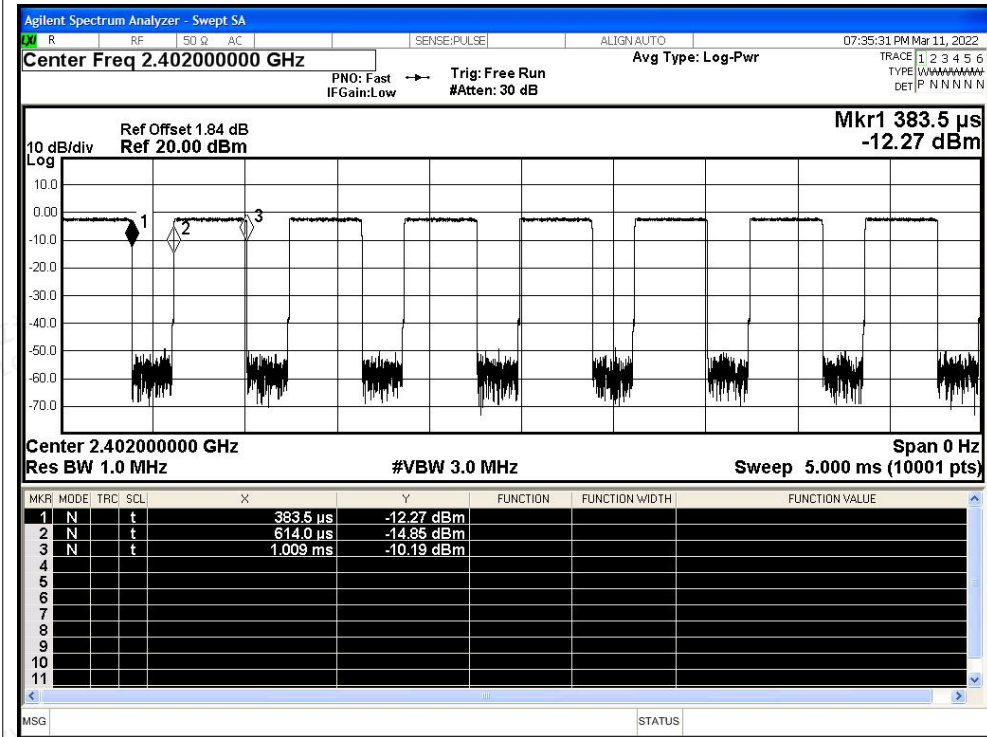 Agilent Spectrum Analyzer - Swept SA
LXI R RF 50 Ω AC SENSE:PULSE ALIGN AUTO 07:35:31 PM Mar 11, 2022
Center Freq 2.402000000 GHz
PNO: Fast
IFGain:Low
Trig: Free Run
#Atten: 30 dB
Avg Type: Log-Pwr
TRACE 1 2 3 4 5 6
TYPE
DET P N N N N N
Mkr1 383.5 µs
-12.27 dBm
Ref Offset 1.84 dB
10 dB/div Ref 20.00 dBm
Log
10.0
0.00
-10.0
-20.0
-30.0
-40.0
-50.0
-60.0
-70.0
1
2
3
Center 2.402000000 GHz Span 0 Hz
Res BW 1.0 MHz #VBW 3.0 MHz Sweep 5.000 ms (10001 pts)
MKR MODE TRC SCL X Y FUNCTION FUNCTION WIDTH FUNCTION VALUE
1 N t 383.5 µs -12.27 dBm
2 N t 614.0 µs -14.85 dBm
3 N t 1.009 ms -10.19 dBm
4
5
6
7
8
9
10
11
MSG STATUS